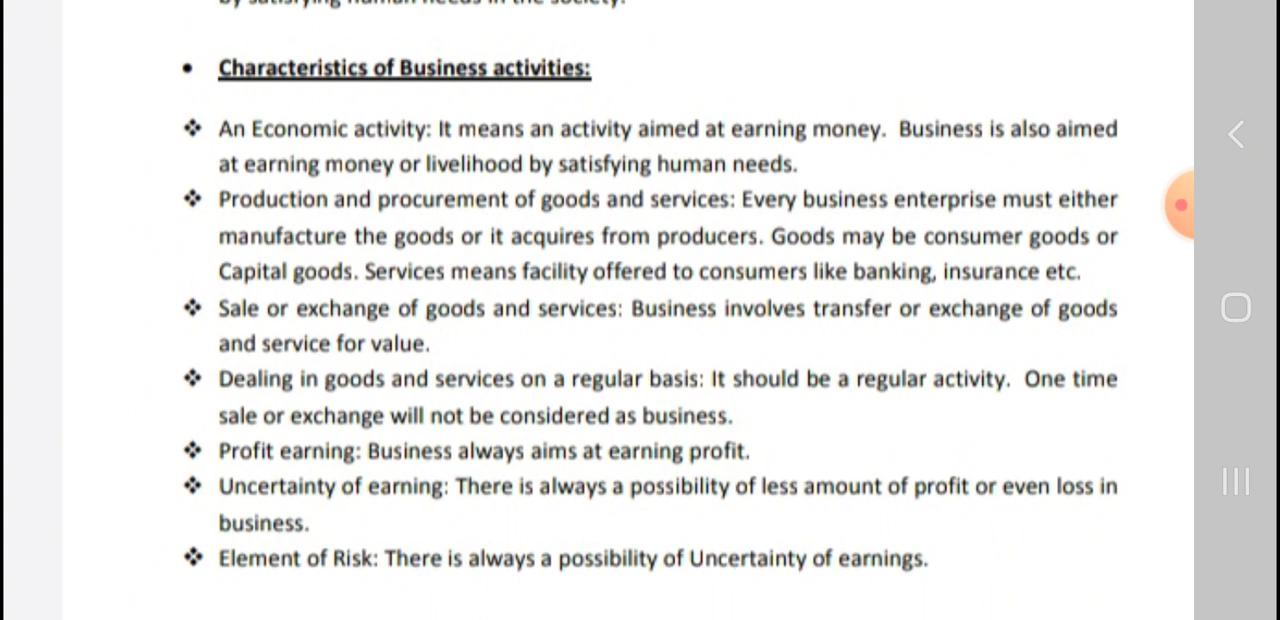 • Characteristics of Business activities:
❖ An Economic activity: It means an activity aimed at earning money. Business is also aimed
at earning money or livelihood by satisfying human needs.
❖ Production and procurement of goods and services: Every business enterprise must either
manufacture the goods or it acquires from producers. Goods may be consumer goods or
Capital goods. Services means facility offered to consumers like banking, insurance etc.
❖ Sale or exchange of goods and services: Business involves transfer or exchange of goods
and service for value.
❖ Dealing in goods and services on a regular basis: It should be a regular activity. One time
sale or exchange will not be considered as business.
❖ Profit earning: Business always aims at earning profit.
❖ Uncertainty of earning: There is always a possibility of less amount of profit or even loss in
business.
❖ Element of Risk: There is always a possibility of Uncertainty of earnings.